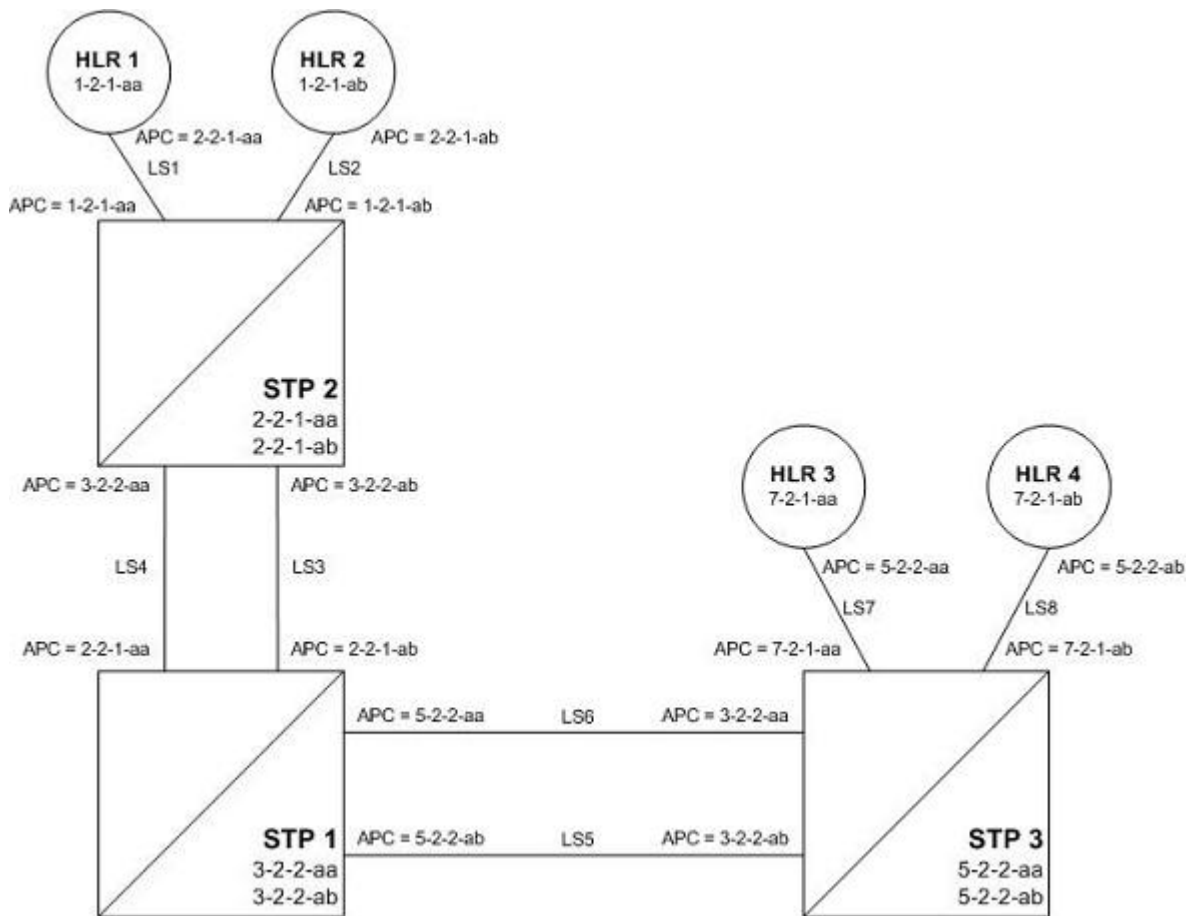 HLR 1
1-2-1-aa
HLR 2
1-2-1-ab
APC = 2-2-1-aa
APC = 2-2-1-ab
LS1
LS2
APC = 1-2-1-aa
APC = 1-2-1-ab
STP 2
2-2-1-aa
2-2-1-ab
APC = 3-2-2-aa
APC = 3-2-2-ab
HLR 3
7-2-1-aa
HLR 4
7-2-1-ab
LS4
LS3
APC = 5-2-2-aa
APC = 5-2-2-ab
LS7
LS8
APC = 2-2-1-aa
APC = 2-2-1-ab
APC = 7-2-1-aa
APC = 7-2-1-ab
APC = 5-2-2-aa
LS6
APC = 3-2-2-aa
STP 1
3-2-2-aa
3-2-2-ab
APC = 5-2-2-ab
LS5
APC = 3-2-2-ab
STP 3
5-2-2-aa
5-2-2-ab